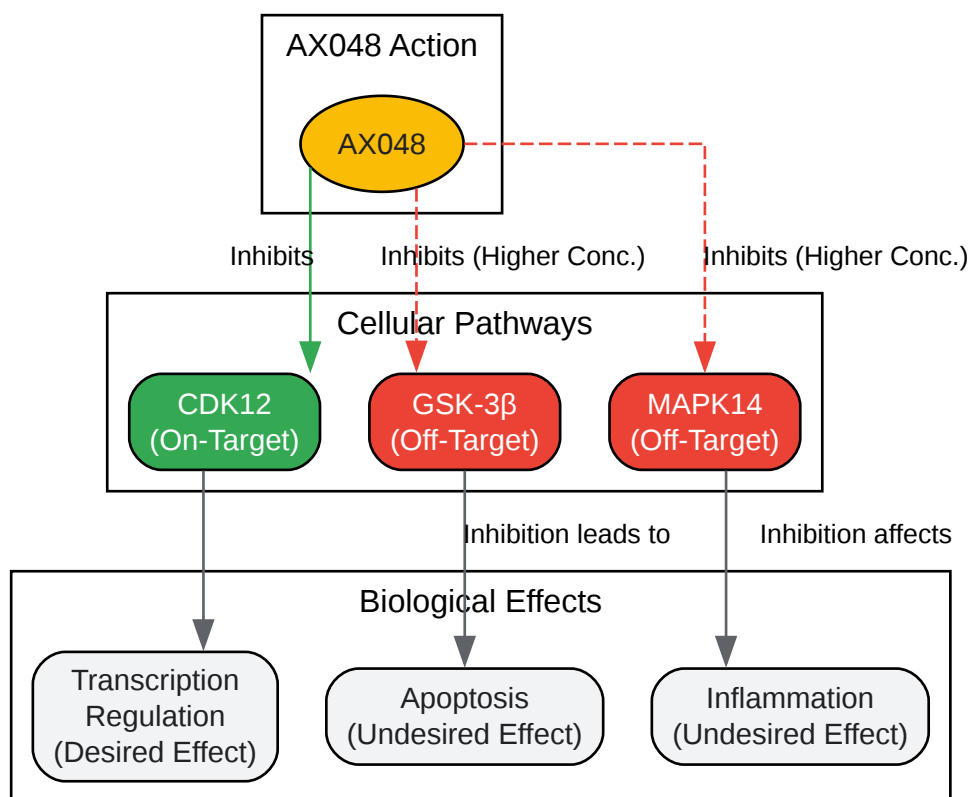 AX048 Action
AX048
Inhibits
Inhibits (Higher Conc.)
Inhibits (Higher Conc.)
Cellular Pathways
CDK12
(On-Target)
GSK-3β
(Off-Target)
MAPK14
(Off-Target)
Inhibition leads to
Inhibition affects
Biological Effects
Transcription
Regulation
(Desired Effect)
Apoptosis
(Undesired Effect)
Inflammation
(Undesired Effect)